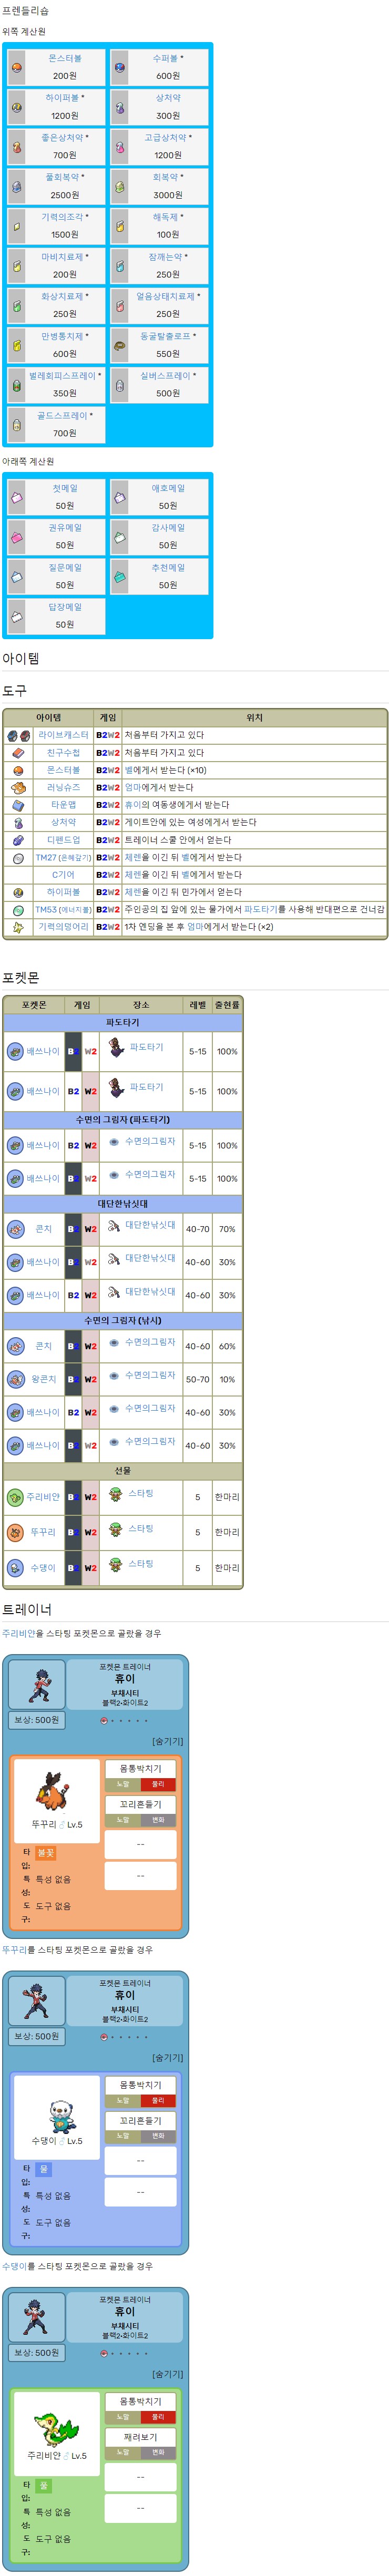 프렌들리숍
위쪽 계산원
몬스터볼 수퍼볼 *
200원 600원
하이퍼볼 * 상처약
1200원 300원
좋은상처약 * 고급상처약 *
700원 1200원
풀회복약 * 회복약 *
2500원 3000원
기력의조각 * 해독제 *
1500원 100원
마비치료제 * 잠깨는약 *
200원 250원
화상치료제 * 얼음상태치료제 *
250원 250원
만병통치제 * 동굴탈출로프 *
600원 550원
벌레회피스프레이 * 실버스프레이 *
350원 500원
골드스프레이 *
700원
아래쪽 계산원
첫메일 애호메일
50원 50원
권유메일 감사메일
50원 50원
질문메일 추천메일
50원 50원
답장메일
50원
아이템
도구
아이템 게임 위치
라이브캐스터 B2W2 처음부터 가지고 있다
친구수첩 B2W2 처음부터 가지고 있다
몬스터볼 B2W2 벨에게서 받는다 (×10)
러닝슈즈 B2W2 엄마에게서 받는다
타운맵 B2W2 휴이의 여동생에게서 받는다
상처약 B2W2 게이트안에 있는 여성에게서 받는다
디펜드업 B2W2 트레이너 스쿨 안에서 얻는다
TM27 (은혜갚기) B2W2 체렌을 이긴 뒤 벨에게서 받는다
C기어 B2W2 체렌을 이긴 뒤 벨에게서 받는다
하이퍼볼 B2W2 체렌을 이긴 뒤 민가에서 얻는다
TM53 (에너지볼) B2W2 주인공의 집 앞에 있는 물가에서 파도타기를 사용해 반대편으로 건너감
기력의덩어리 B2W2 1차 엔딩을 본 후 엄마에게서 받는다 (×2)
포켓몬
포켓몬 게임 장소 레벨 출현률
파도타기
배쓰나이 B2 W2 파도타기 5-15 100%
배쓰나이 B2 W2 파도타기 5-15 100%
수면의 그림자 (파도타기)
배쓰나이 B2 W2 수면의그림자 5-15 100%
배쓰나이 B2 W2 수면의그림자 5-15 100%
대단한낚싯대
콘치 B2 W2 대단한낚싯대 40-70 70%
배쓰나이 B2 W2 대단한낚싯대 40-60 30%
배쓰나이 B2 W2 대단한낚싯대 40-60 30%
수면의 그림자 (낚시)
콘치 B2 W2 수면의그림자 40-60 60%
왕콘치 B2 W2 수면의그림자 50-70 10%
배쓰나이 B2 W2 수면의그림자 40-60 30%
배쓰나이 B2 W2 수면의그림자 40-60 30%
선물
주리비얀 B2 W2 스타팅 5 한마리
뚜꾸리 B2 W2 스타팅 5 한마리
수댕이 B2 W2 스타팅 5 한마리
트레이너
주리비얀을 스타팅 포켓몬으로 골랐을 경우
포켓몬 트레이너
휴이
부채시티
블랙2·화이트2
보상: 500원
[숨기기]
뚜꾸리♂ Lv.5
타입: 불꽃
특성: 특성 없음
도구: 도구 없음
몸통박치기
노말 물리
꼬리흔들기
노말 변화
--
--
뚜꾸리를 스타팅 포켓몬으로 골랐을 경우
포켓몬 트레이너
휴이
부채시티
블랙2·화이트2
보상: 500원
[숨기기]
수댕이♂ Lv.5
타입: 물
특성: 특성 없음
도구: 도구 없음
몸통박치기
노말 물리
꼬리흔들기
노말 변화
--
--
수댕이를 스타팅 포켓몬으로 골랐을 경우
포켓몬 트레이너
휴이
부채시티
블랙2·화이트2
보상: 500원
[숨기기]
주리비얀♂ Lv.5
타입: 풀
특성: 특성 없음
도구: 도구 없음
몸통박치기
노말 물리
째려보기
노말 변화
--
--